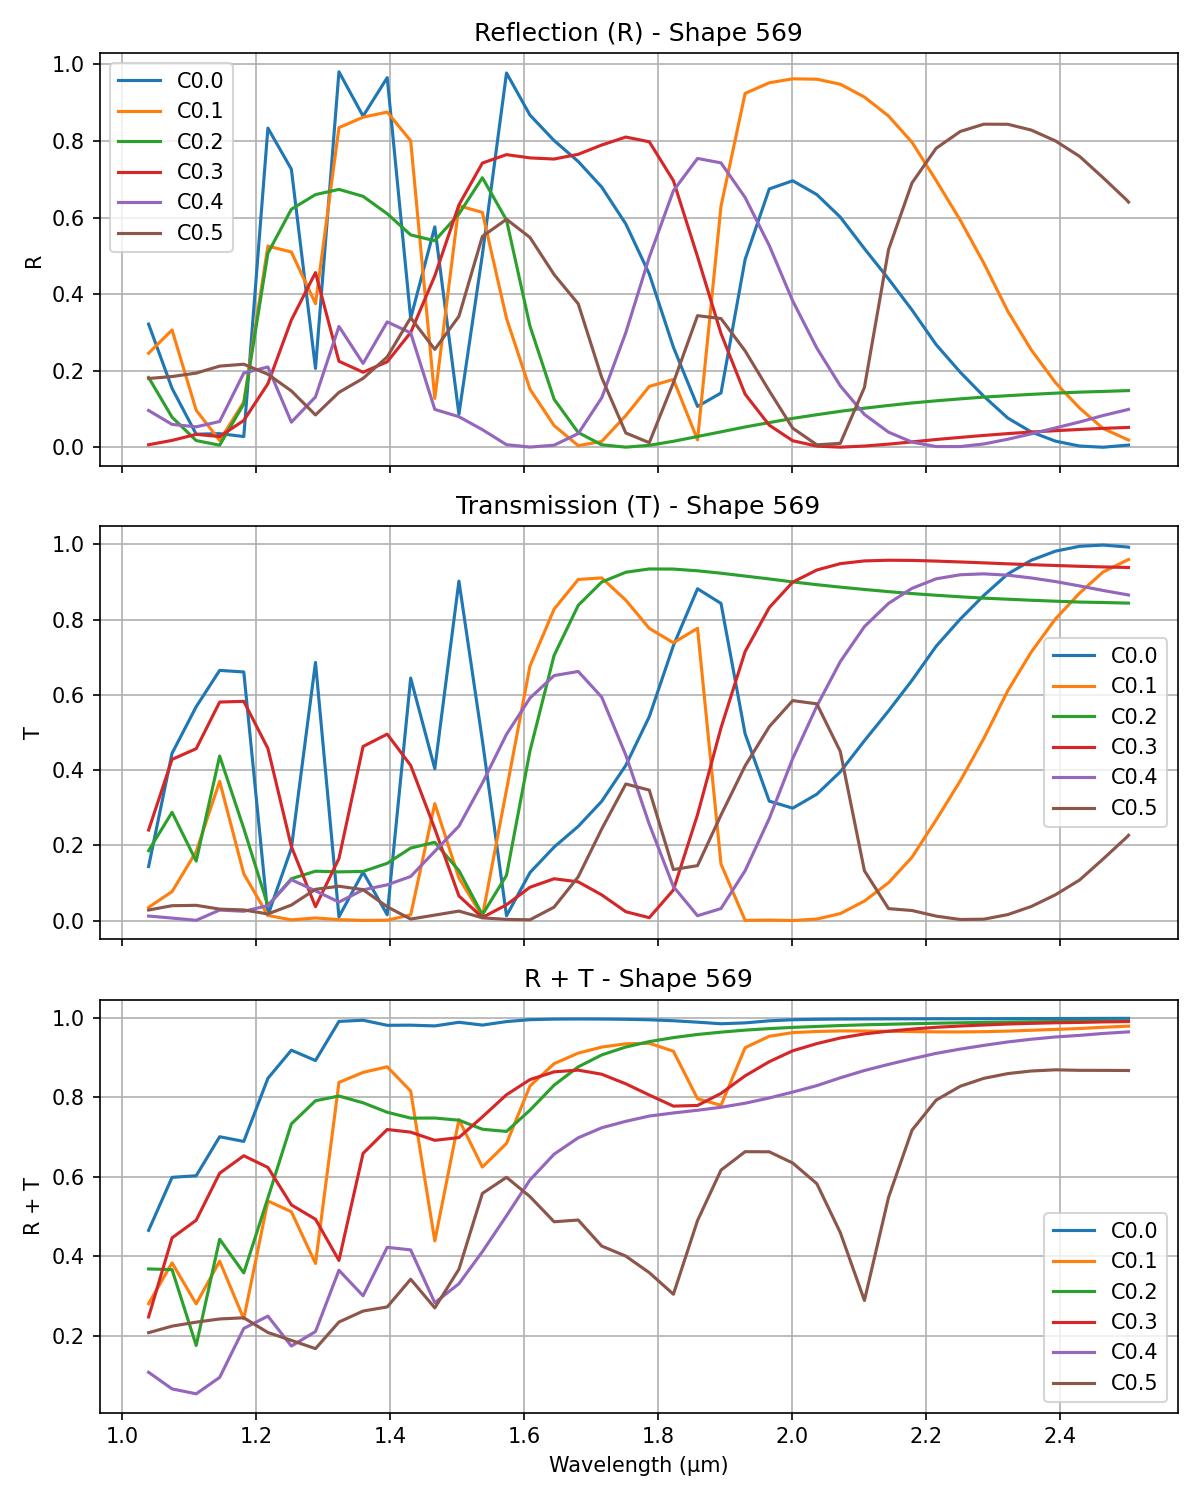 Reflection (R) - Shape 569
1.0
0.8
0.6
0.4
0.2
0.0
R
C0.0
C0.1
C0.2
C0.3
C0.4
C0.5
Transmission (T) - Shape 569
1.0
0.8
0.6
0.4
0.2
0.0
T
C0.0
C0.1
C0.2
C0.3
C0.4
C0.5
R + T - Shape 569
1.0
0.8
0.6
0.4
0.2
R + T
C0.0
C0.1
C0.2
C0.3
C0.4
C0.5
1.0 1.2 1.4 1.6 1.8 2.0 2.2 2.4
Wavelength (μm)